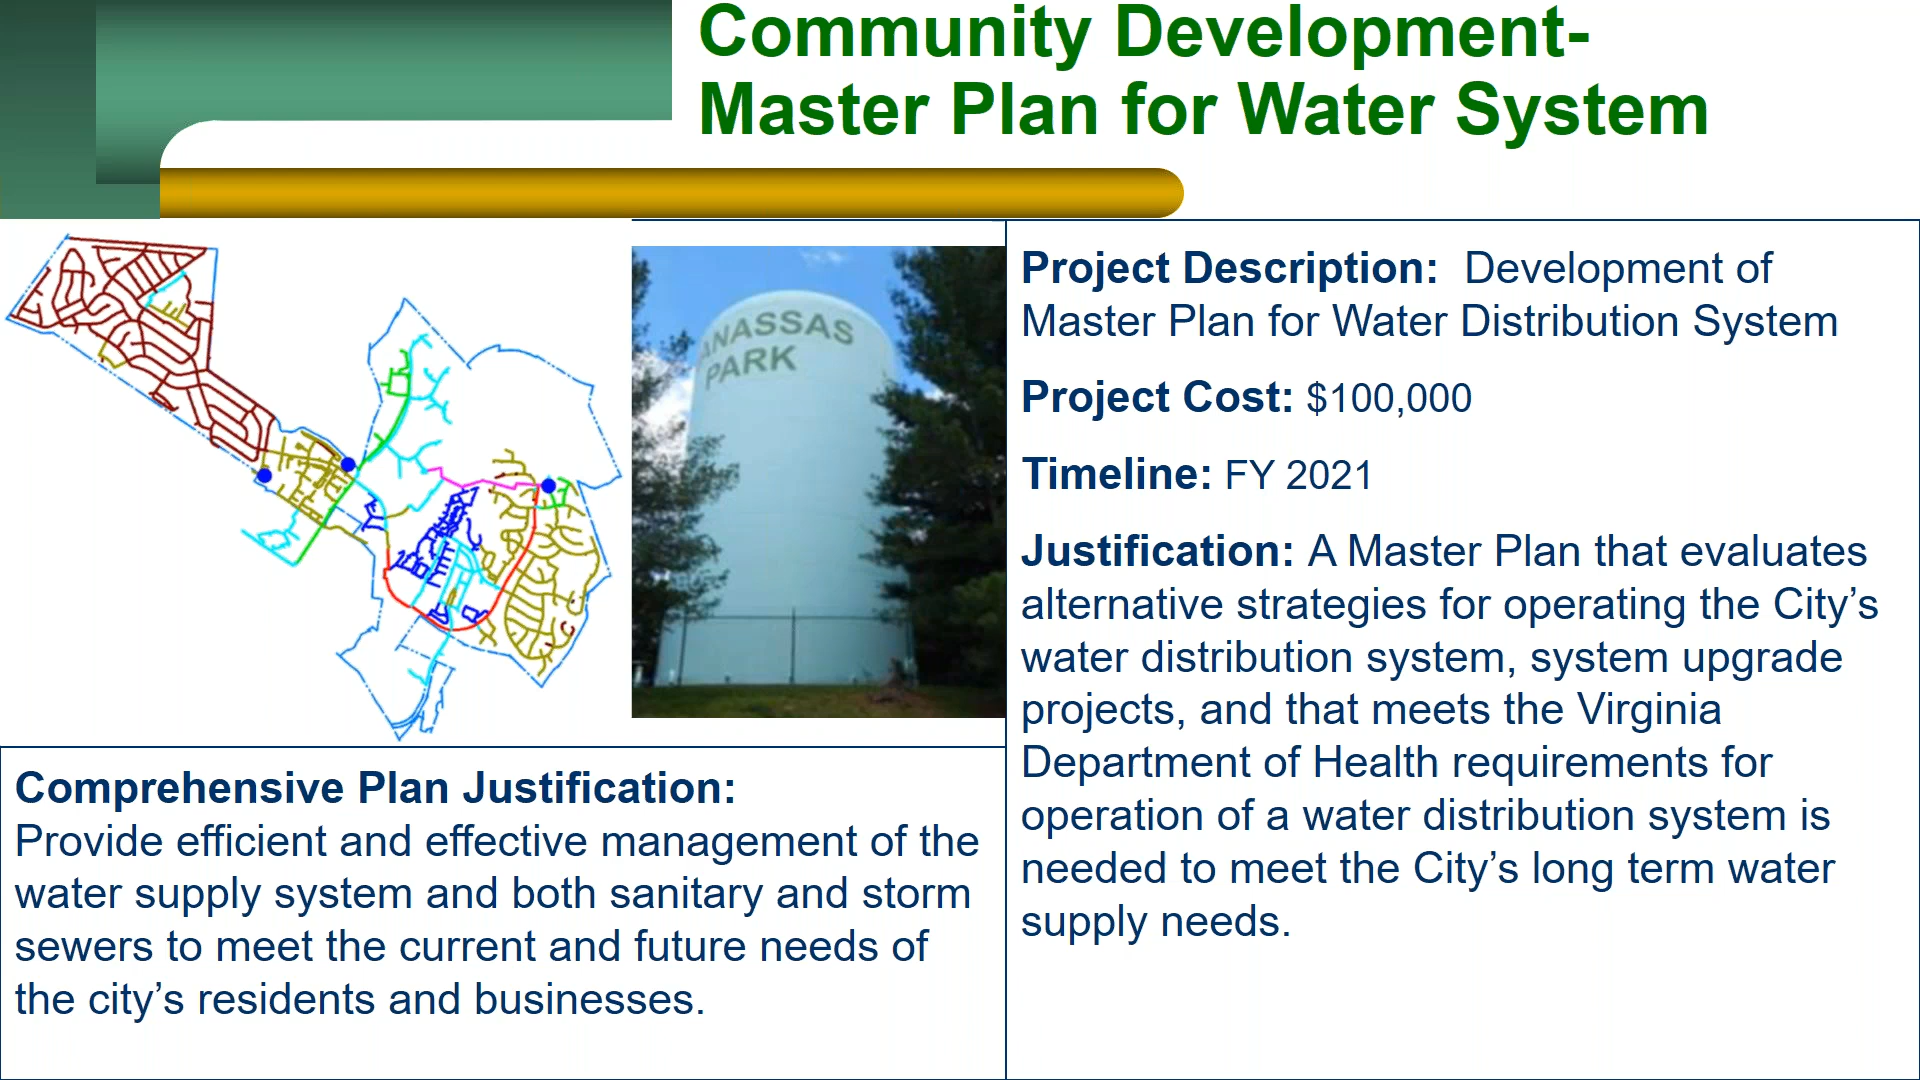 Community Development-
Master Plan for Water System
ANASSAS
PARK
Project Description: Development of
Master Plan for Water Distribution System
Project Cost: $100,000
Timeline: FY 2021
Justification: A Master Plan that evaluates
alternative strategies for operating the City’s
water distribution system, system upgrade
projects, and that meets the Virginia
Department of Health requirements for
operation of a water distribution system is
needed to meet the City’s long term water
supply needs.
Comprehensive Plan Justification:
Provide efficient and effective management of the
water supply system and both sanitary and storm
sewers to meet the current and future needs of
the city’s residents and businesses.